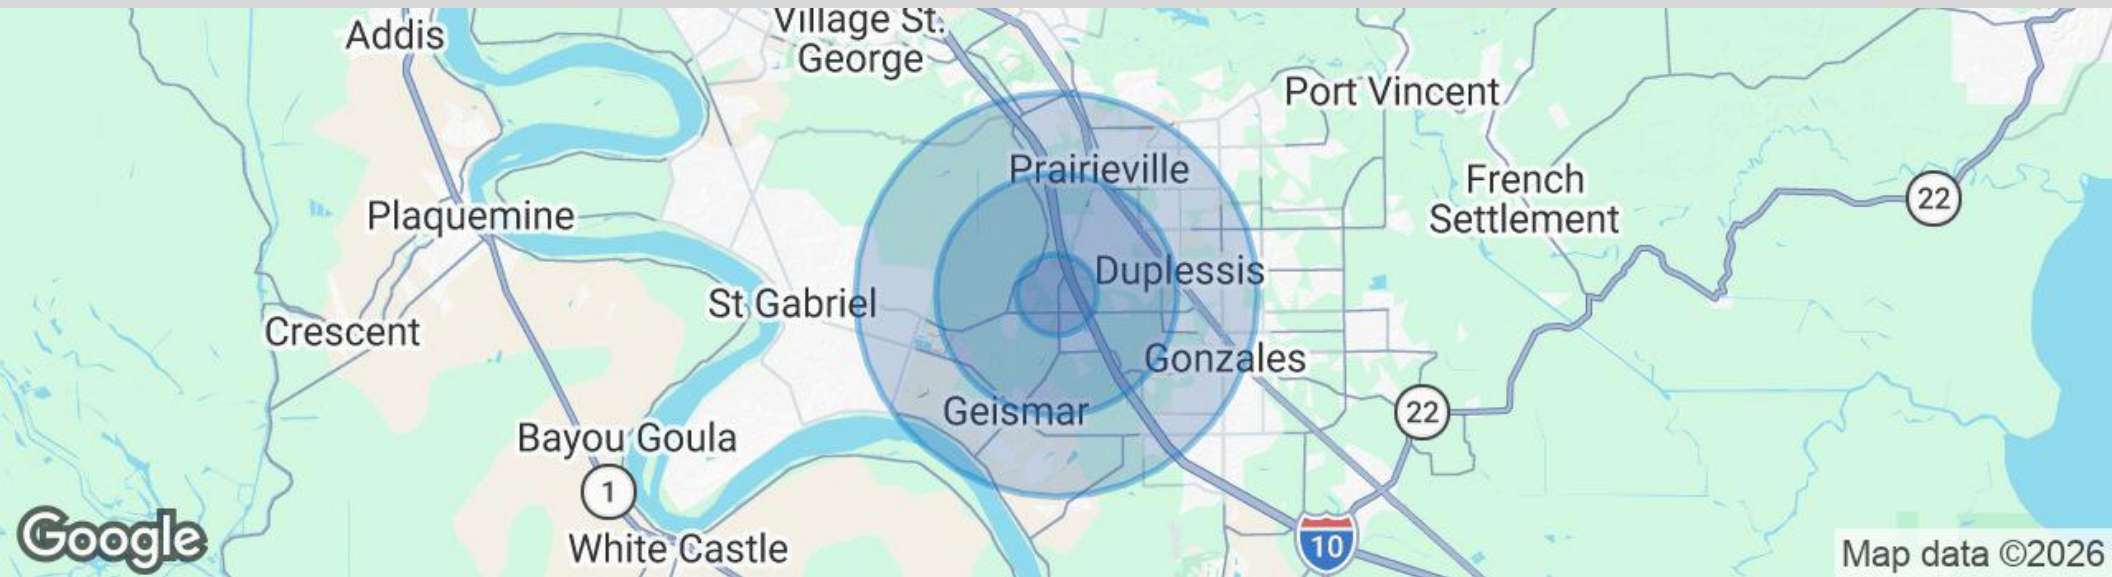 Village St.
George
Addis
Port Vincent
Prairieville
French
Settlement
22
Plaquemine
Duplessis
St Gabriel
Crescent
Gonzales
Geismar
22
Bayou Goula
1
White Castle
10
Google
Map data ©2026